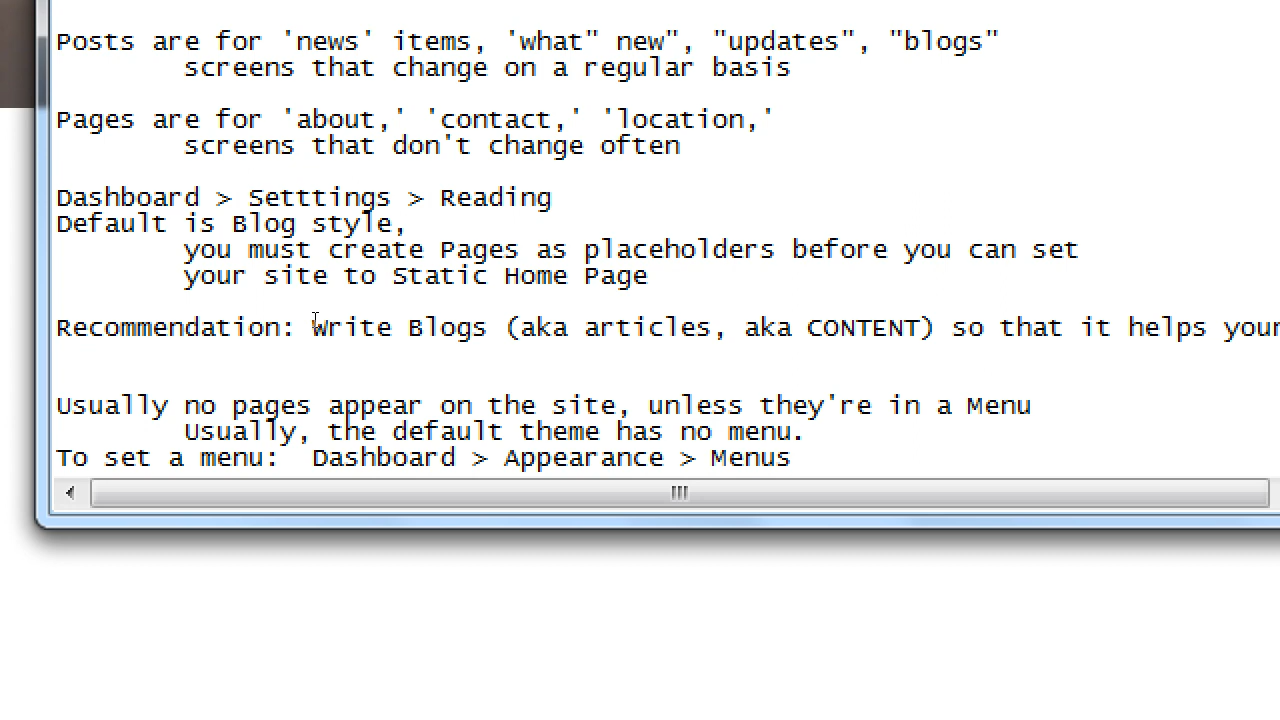 Posts are for 'news' items, 'what" new", "updates", "blogs"
screens that change on a regular basis
Pages are for 'about,' 'contact,' 'location,'
screens that don't change often
Dashboard > Setttings > Reading
Default is Blog style,
you must create Pages as placeholders before you can set
your site to Static Home Page
Recommendation: Write Blogs (aka articles, aka CONTENT) so that it helps your
Usually no pages appear on the site, unless they're in a Menu
Usually, the default theme has no menu.
To set a menu:  Dashboard > Appearance > Menus